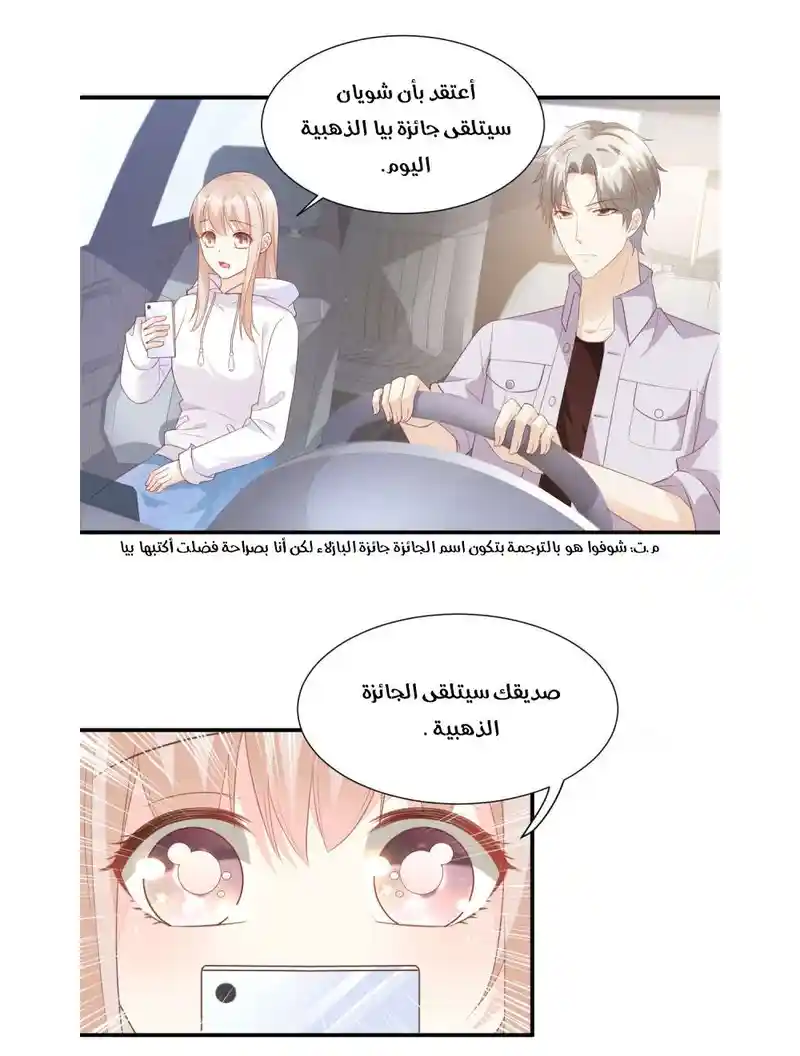 أعتقد بأن شويان
سيتلقى جائزة بيا الذهبية
اليوم.
م.ت: شوفوا هو بالترجمة بتكون اسم الجائزة جائزة البازلاء لكن أنا بصراحة فضلت أكتبها بيا
صديقك سيتلقى الجائزة
الذهبية .